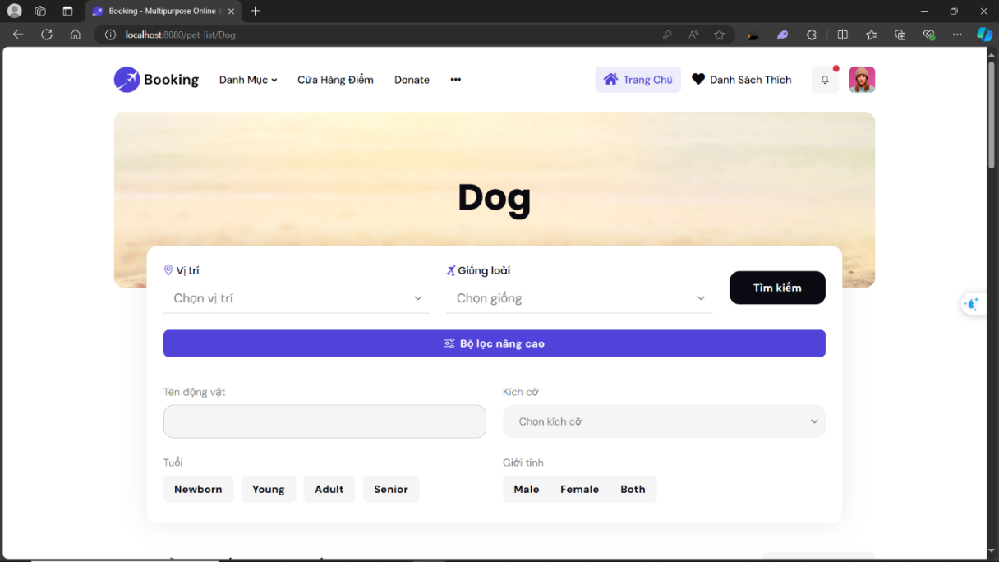 Booking - Multipurpose Online B
localhost:8080/pet-list/Dog
Booking
Danh Mục
Cửa Hàng Điểm
Donate
Trang Chủ
Danh Sách Thích
Dog
Vị trí
Giống loài
Chọn vị trí
Chọn giống
Tìm kiếm
Bộ lọc nâng cao
Tên động vật
Kích cỡ
Chọn kích cỡ
Tuổi
Giới tính
Newborn
Young
Adult
Senior
Male
Female
Both